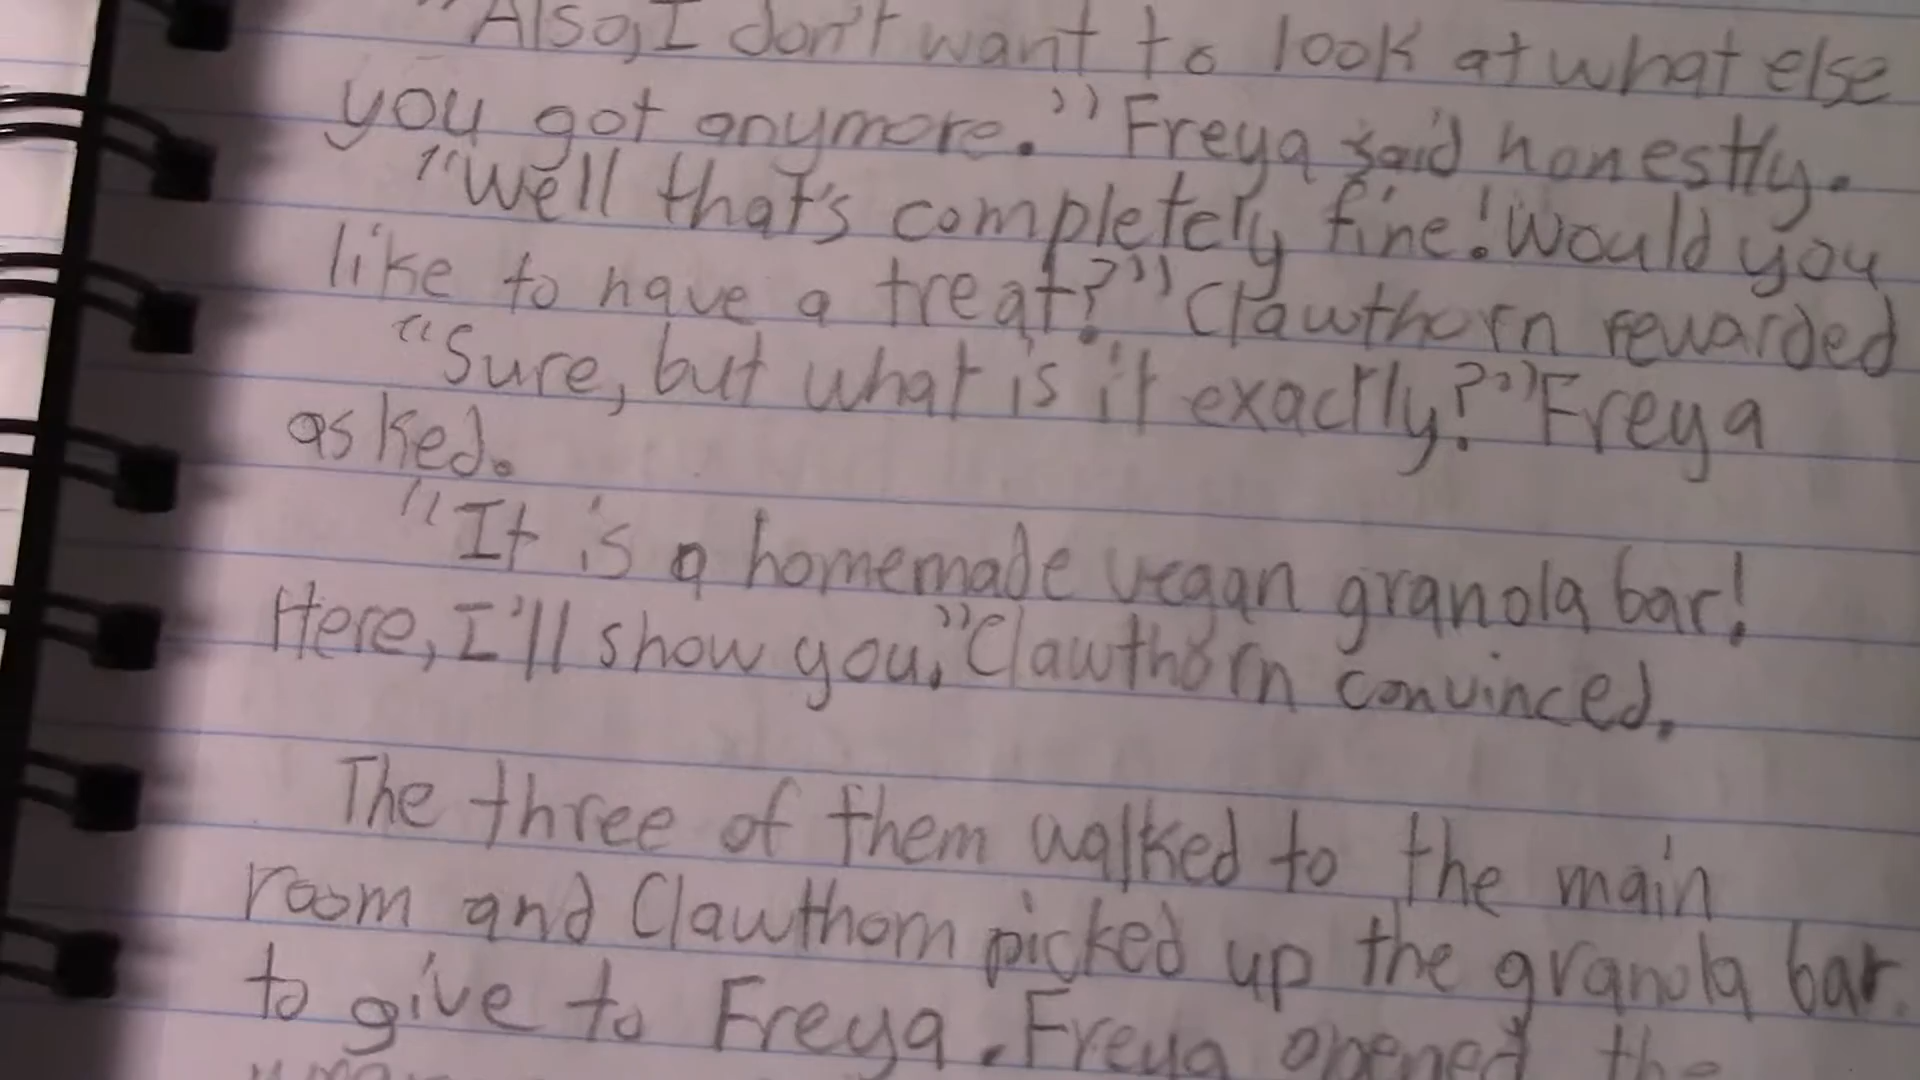 "Also, I don't want to look at what else
you got anymore." Freya said honestly.
"Well that's completely fine! Would you
like to have a treat?" Clawthorn rewarded
"Sure, but what is it exactly?" Freya
asked.
"It is a homemade vegan granola bar!
Here, I'll show you," Clawthorn convinced.
The three of them walked to the main
room and Clawthorn picked up the granola bar
to give to Freya. Freya opened the